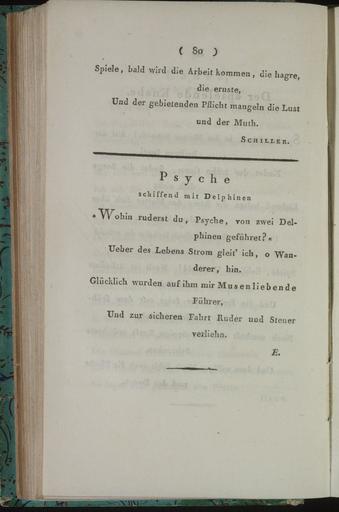 ( 80 )
Spiele, bald wird die Arbeit kommen, die hagre,
die ernste,
Und der gebietenden Pflicht mangeln die Lust
und der Muth.
SCHILLER.
Psyche
schiffend mit Delphinen
»Wohin ruderst du, Psyche, von zwei Del-
phinen geführet?«
Ueber des Lebens Strom gleit' ich, o Wan-
derer, hin.
Glücklich wurden auf ihm mir Musenliebende
Führer,
Und zur sicheren Fahrt Ruder und Steuer
verliehn.
E.